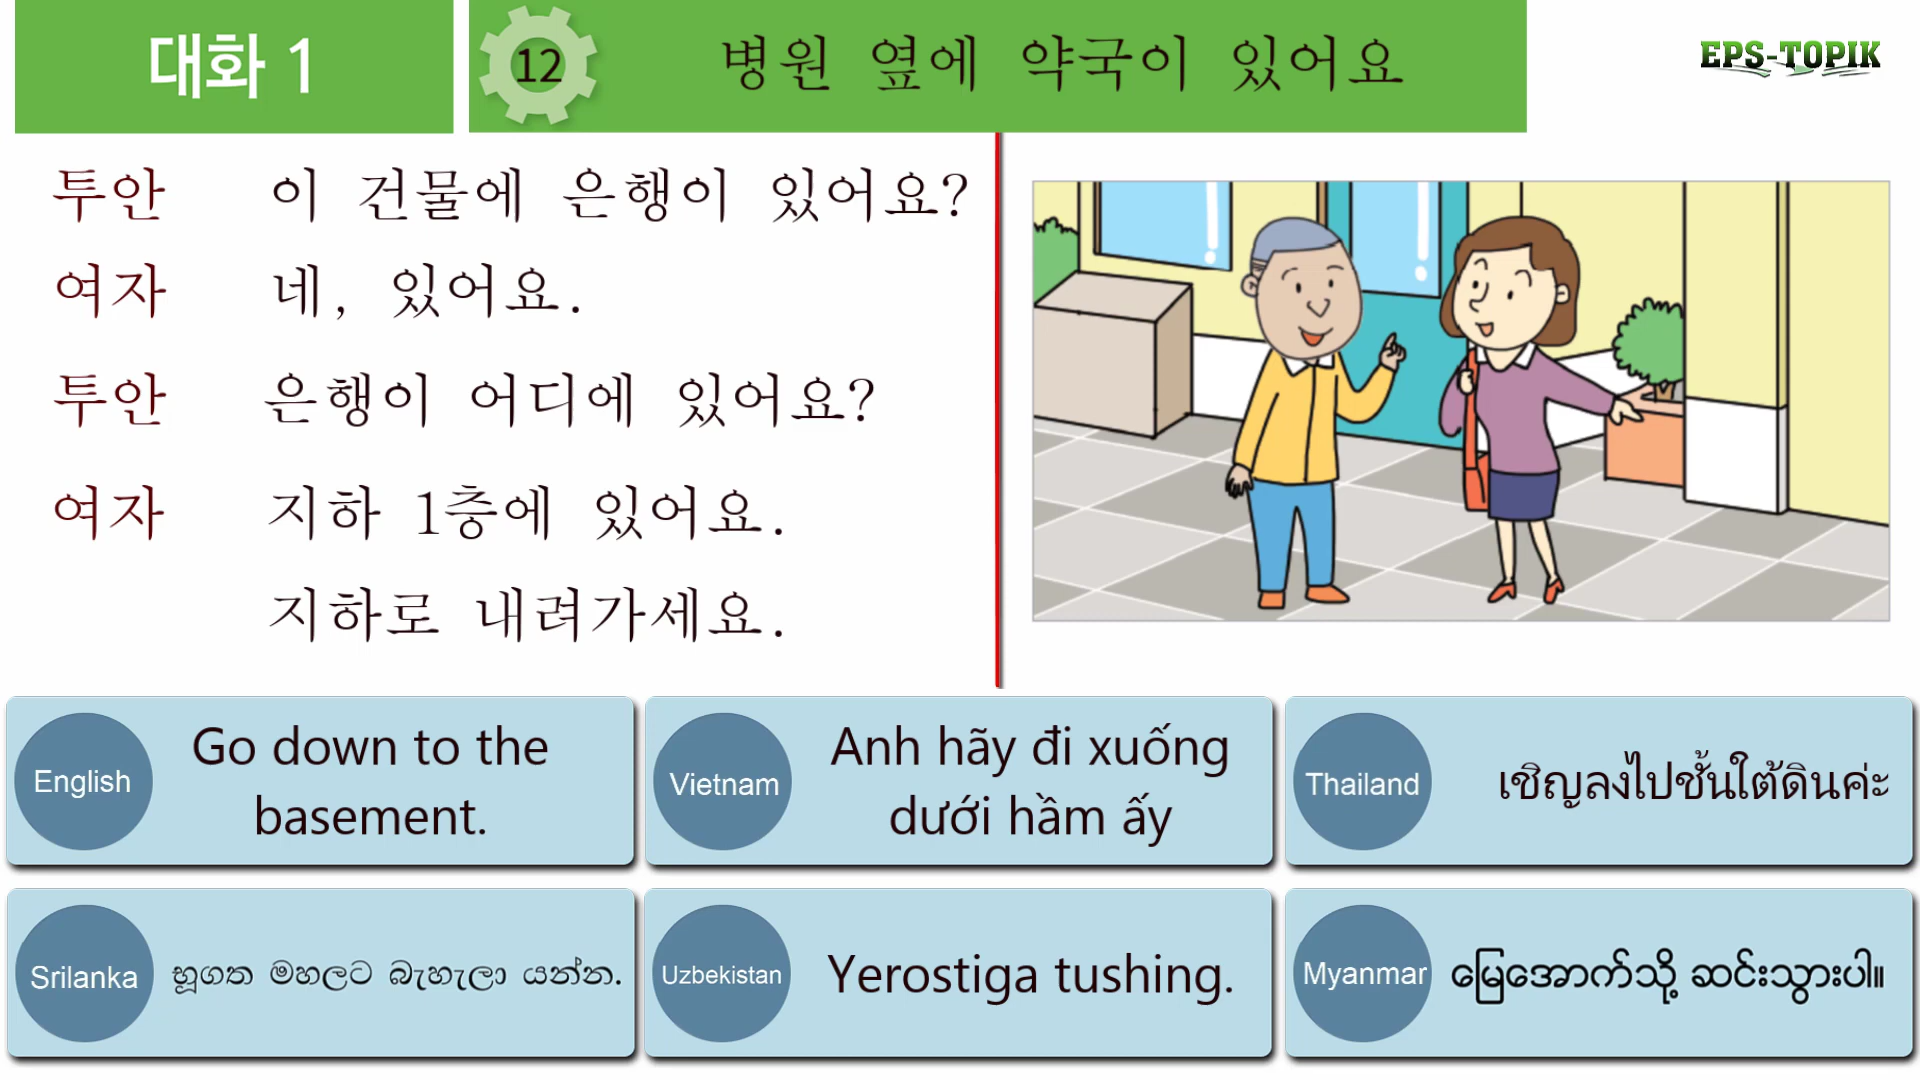 대화 1
12
병원 옆에 약국이 있어요
EPS-TOPIK
투안 이 건물에 은행이 있어요?
여자 네, 있어요.
투안 은행이 어디에 있어요?
여자 지하 1층에 있어요.
지하로 내려가세요.
English
Go down to the
basement.
Vietnam
Anh hãy đi xuống
dưới hầm ấy
Thailand
เชิญลงไปชั้นใต้ดินค่ะ
Srilanka
භූගත මහලට බැහැලා යන්න.
Uzbekistan
Yerostiga tushing.
Myanmar
မြေအောက်သို့ ဆင်းသွားပါ။